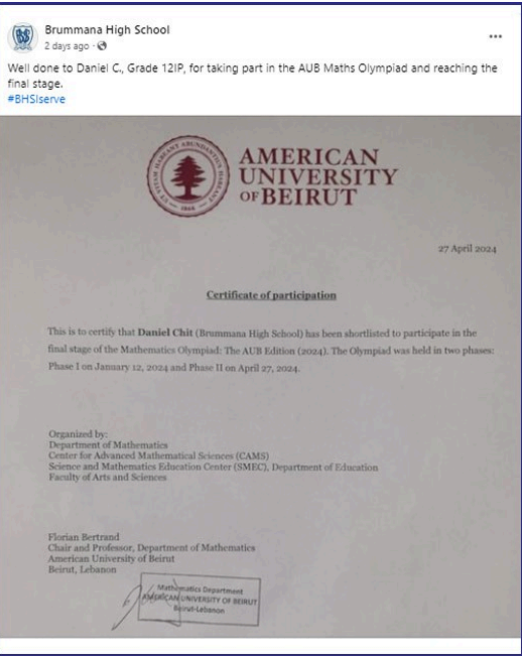 Brummana High School
2 days ago ·
Well done to Daniel C., Grade 12IP, for taking part in the AUB Maths Olympiad and reaching the
final stage.
#BHSIserve
AMERICAN
UNIVERSITY
OF BEIRUT
27 April 2024
Certificate of participation
This is to certify that Daniel Chit (Brummana High School) has been shortlisted to participate in the
final stage of the Mathematics Olympiad: The AUB Edition (2024). The Olympiad was held in two phases:
Phase I on January 12, 2024 and Phase II on April 27, 2024.
Organized by:
Department of Mathematics
Center for Advanced Mathematical Sciences (CAMS)
Science and Mathematics Education Center (SMEC), Department of Education
Faculty of Arts and Sciences
Florian Bertrand
Chair and Professor, Department of Mathematics
American University of Beirut
Beirut, Lebanon
Mathematics Department
AMERICAN UNIVERSITY OF BEIRUT
Beirut-Lebanon